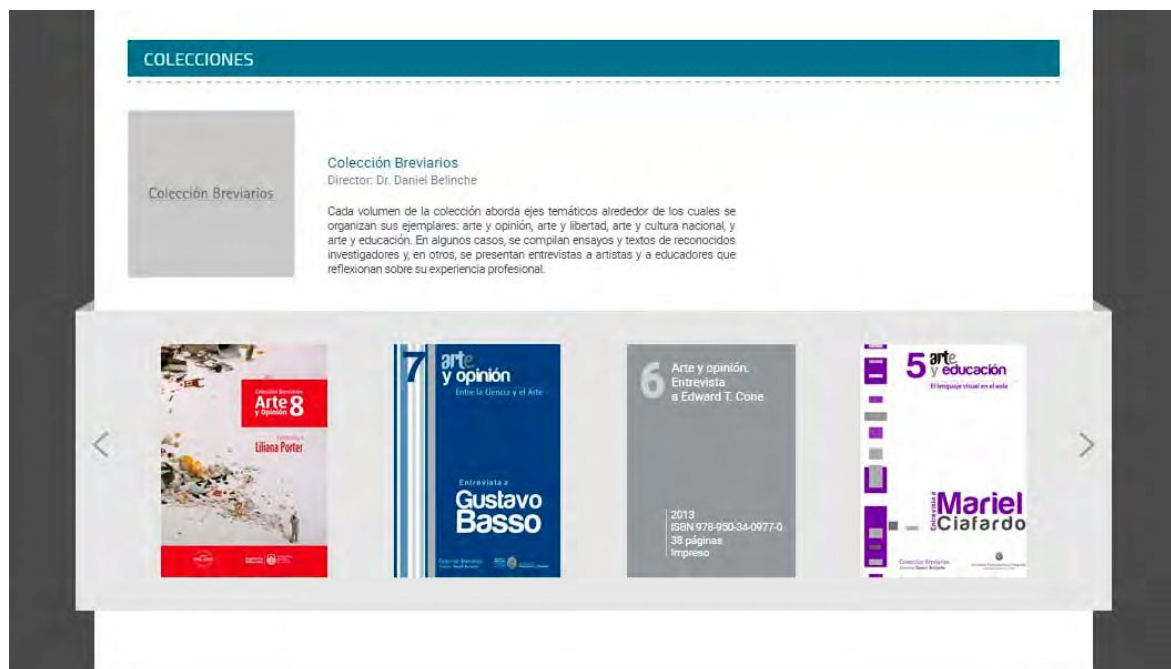 COLECCIONES
Colección Breviarios
Colección Breviarios
Director: Dr. Daniel Belinche
Cada volumen de la colección aborda ejes temáticos alrededor de los cuales se
organizan sus ejemplares: arte y opinión, arte y libertad, arte y cultura nacional, y
arte y educación. En algunos casos, se compilan ensayos y textos de reconocidos
investigadores y, en otros, se presentan entrevistas a artistas y a educadores que
reflexionan sobre su experiencia profesional.
Colección Breviarios
Arte 8
y Opinión
Entrevista a
Liliana Porter
7
arte
y opinión
Entre la Ciencia y el Arte
Entrevista a
Gustavo
Basso
Colección Breviarios
6
Arte y opinión.
Entrevista
a Edward T. Cone
2013
ISBN 978-950-34-0977-0
38 páginas
Impreso
5
arte
y educación
El lenguaje visual en el aula
Entrevista a
Mariel
Ciafardo
Colección Breviarios